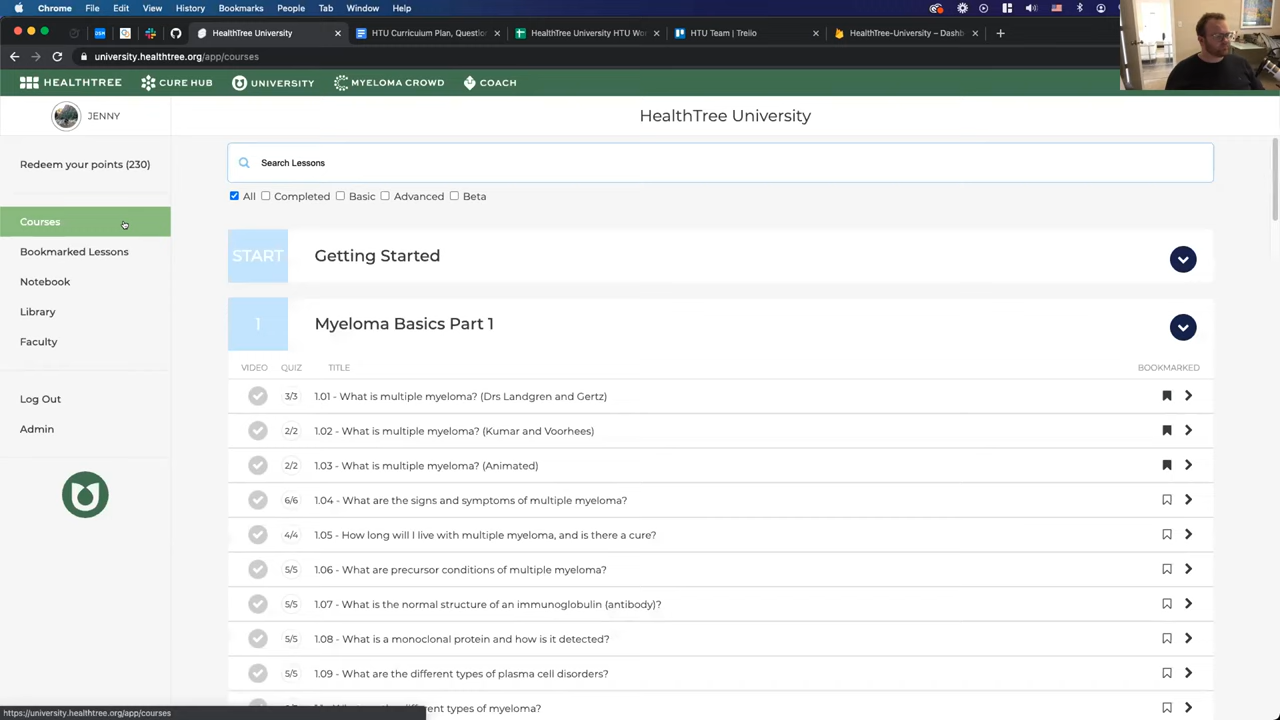 Chrome File Edit View History Bookmarks People Tab Window Help
HealthTree University
HTU Curriculum Plan, Question
HealthTree University HTU Wo
HTU Team | Trello
HealthTree-University – Dashb
university.healthtree.org/app/courses
HEALTHTREE CURE HUB UNIVERSITY MYELOMA CROWD COACH
JENNY
HealthTree University
Redeem your points (230)
Courses
Bookmarked Lessons
Notebook
Library
Faculty
Log Out
Admin
Search Lessons
All Completed Basic Advanced Beta
START Getting Started
1 Myeloma Basics Part 1
VIDEO QUIZ TITLE BOOKMARKED
3/3 1.01 - What is multiple myeloma? (Drs Landgren and Gertz)
2/2 1.02 - What is multiple myeloma? (Kumar and Voorhees)
2/2 1.03 - What is multiple myeloma? (Animated)
6/6 1.04 - What are the signs and symptoms of multiple myeloma?
4/4 1.05 - How long will I live with multiple myeloma, and is there a cure?
5/5 1.06 - What are precursor conditions of multiple myeloma?
5/5 1.07 - What is the normal structure of an immunoglobulin (antibody)?
5/5 1.08 - What is a monoclonal protein and how is it detected?
5/5 1.09 - What are the different types of plasma cell disorders?
types of myeloma?
https://university.healthtree.org/app/courses